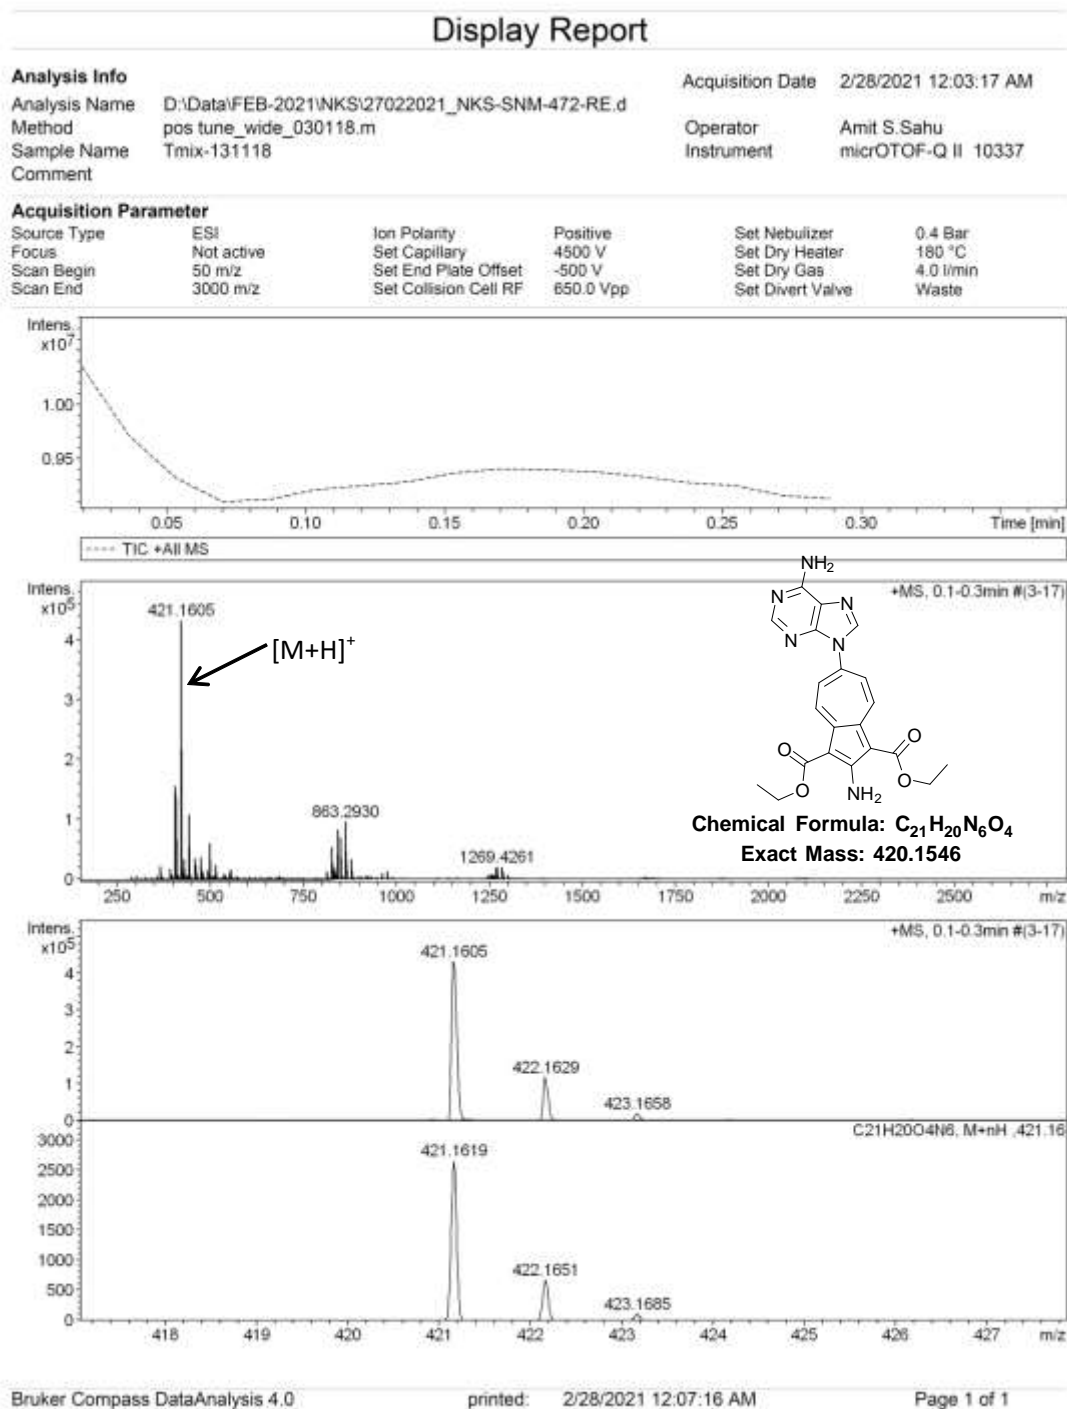 Display Report
Analysis Info
Acquisition Date 2/28/2021 12:03:17 AM
Analysis Name D:\Data\FEB-2021\NKS\27022021_NKS-SNM-472-RE.d
Method pos tune_wide_030118.m Operator Amit S.Sahu
Sample Name Tmix-131118 Instrument micrOTOF-Q II 10337
Comment
Acquisition Parameter
Source Type ESI Ion Polarity Positive Set Nebulizer 0.4 Bar
Focus Not active Set Capillary 4500 V Set Dry Heater 180 °C
Scan Begin 50 m/z Set End Plate Offset -500 V Set Dry Gas 4.0 l/min
Scan End 3000 m/z Set Collision Cell RF 650.0 Vpp Set Divert Valve Waste
Intens.
x10⁷
1.00
0.95
0.05 0.10 0.15 0.20 0.25 0.30 Time [min]
TIC +All MS
NH₂
Intens.
x10⁵
+MS, 0.1-0.3min #(3-17)
421.1605
N N
4
N N
[M+H]⁺
3
2
O O
O O
NH₂
863.2930
1
Chemical Formula: C₂₁H₂₀N₆O₄
Exact Mass: 420.1546
1269.4261
0
250 500 750 1000 1250 1500 1750 2000 2250 2500 m/z
Intens.
x10⁵
+MS, 0.1-0.3min #(3-17)
421.1605
4
3
2
422.1629
1
423.1658
0
C21H20O4N6, M+nH ,421.16
3000
421.1619
2500
2000
1500
1000
422.1651
500
423.1685
0
418 419 420 421 422 423 424 425 426 427 m/z
Bruker Compass DataAnalysis 4.0 printed: 2/28/2021 12:07:16 AM Page 1 of 1